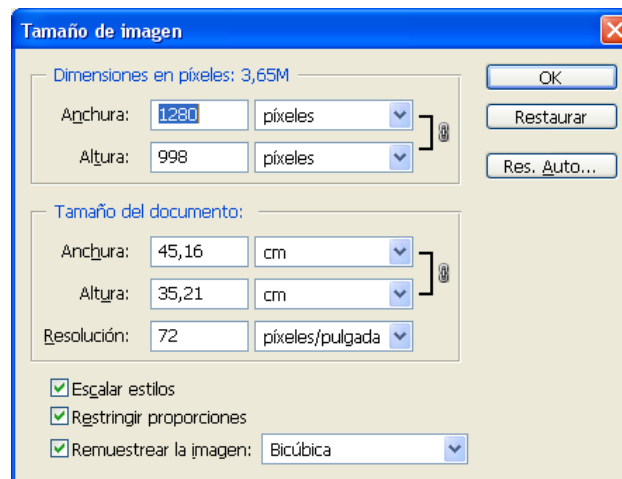 Tamaño de imagen
Dimensiones en píxeles: 3,65M
Anchura: 1280 píxeles
Altura: 998 píxeles
OK
Restaurar
Res. Auto...
Tamaño del documento:
Anchura: 45,16 cm
Altura: 35,21 cm
Resolución: 72 píxeles/pulgada
Escalar estilos
Restringir proporciones
Remuestrear la imagen: Bicúbica